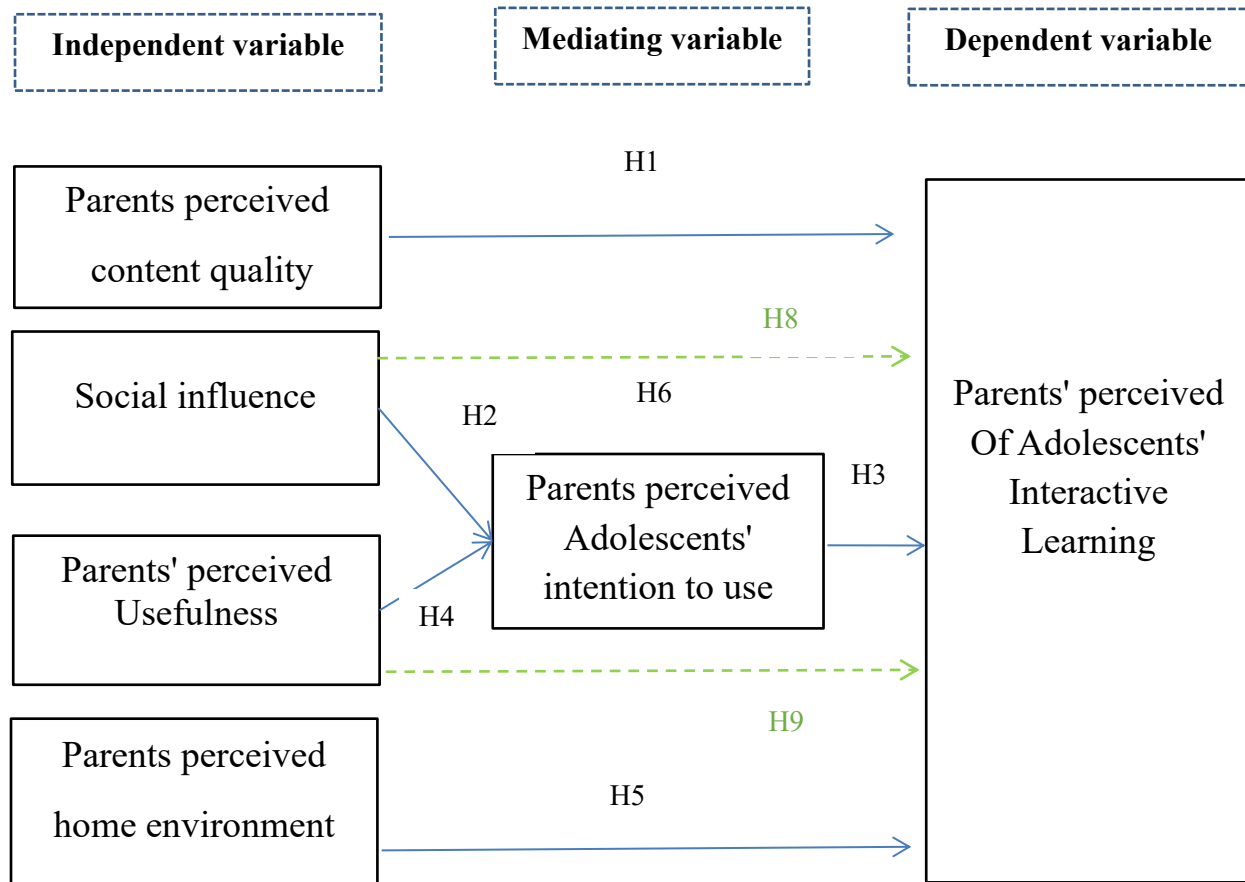 Independent variable
Mediating variable
Dependent variable
H1
Parents perceived
content quality
H8
Social influence
H6
H2
H3
Parents' perceived
Of Adolescents'
Interactive
Learning
Parents perceived
Adolescents'
intention to use
Parents' perceived
Usefulness
H4
H9
Parents perceived
home environment
H5